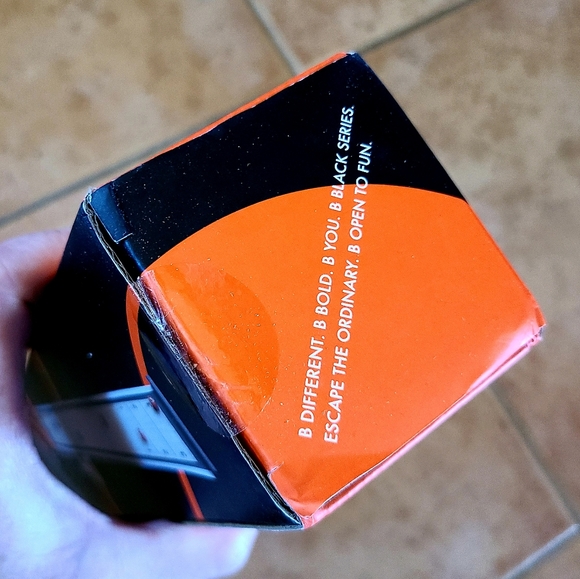 B DIFFERENT. B BOLD. B YOU. B BLACK SERIES.
ESCAPE THE ORDINARY. B OPEN TO FUN.